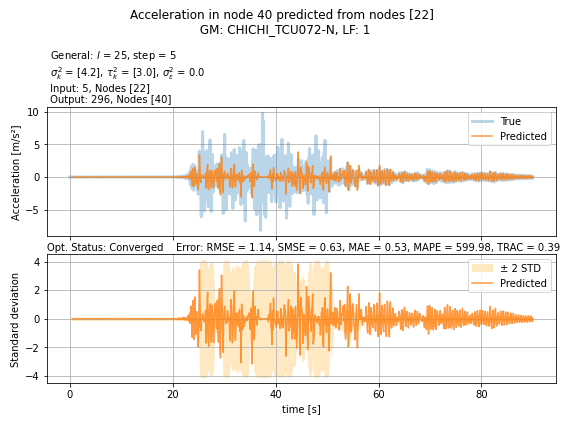 Acceleration in node 40 predicted from nodes [22]
GM: CHICHI_TCU072-N, LF: 1
General: l = 25, step = 5
σ²ₖ = [4.2], τ²ₖ = [3.0], σ²_ε = 0.0
Input: 5, Nodes [22]
Output: 296, Nodes [40]
10
5
0
−5
Acceleration [m/s²]
True
Predicted
Opt. Status: Converged Error: RMSE = 1.14, SMSE = 0.63, MAE = 0.53, MAPE = 599.98, TRAC = 0.39
4
2
0
−2
−4
Standard deviation
± 2 STD
Predicted
0 20 40 60 80
time [s]